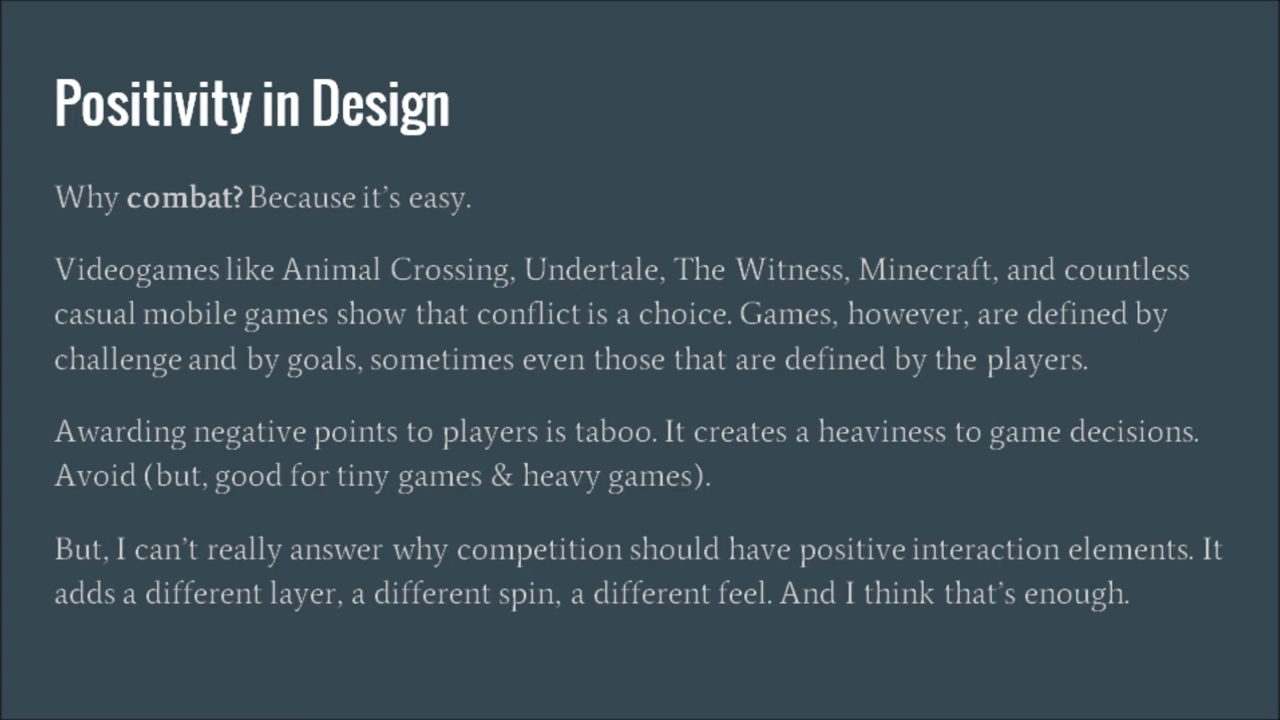 Positivity in Design
Why combat? Because it's easy.
Videogames like Animal Crossing, Undertale, The Witness, Minecraft, and countless
casual mobile games show that conflict is a choice. Games, however, are defined by
challenge and by goals, sometimes even those that are defined by the players.
Awarding negative points to players is taboo. It creates a heaviness to game decisions.
Avoid (but, good for tiny games & heavy games).
But, I can't really answer why competition should have positive interaction elements. It
adds a different layer, a different spin, a different feel. And I think that's enough.